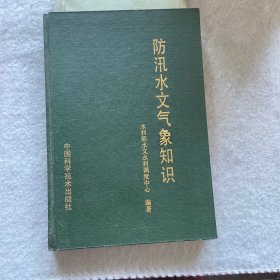 防汛水文气象知识
水利部水文水利调度中心 编著
中国科学技术出版社